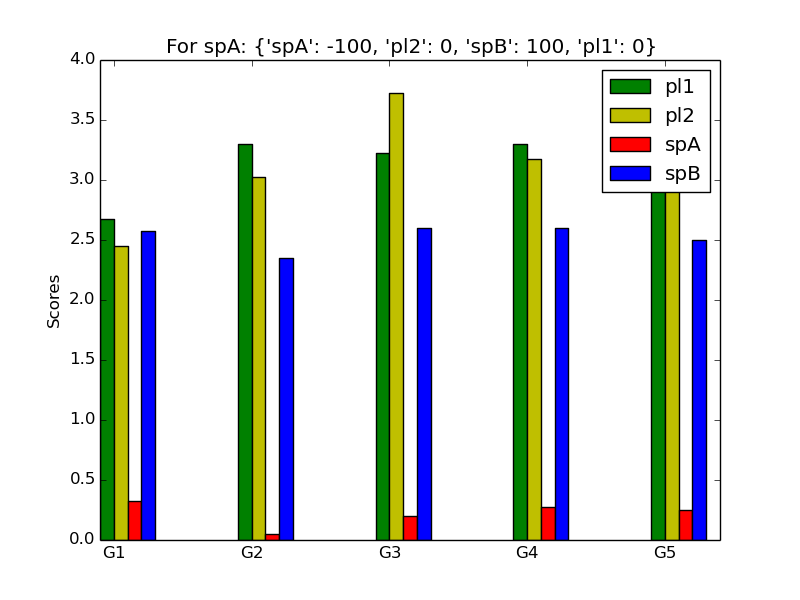 For spA: {'spA': -100, 'pl2': 0, 'spB': 100, 'pl1': 0}
4.0
3.5
3.0
2.5
2.0
1.5
1.0
0.5
0.0
Scores
pl1
pl2
spA
spB
G1 G2 G3 G4 G5